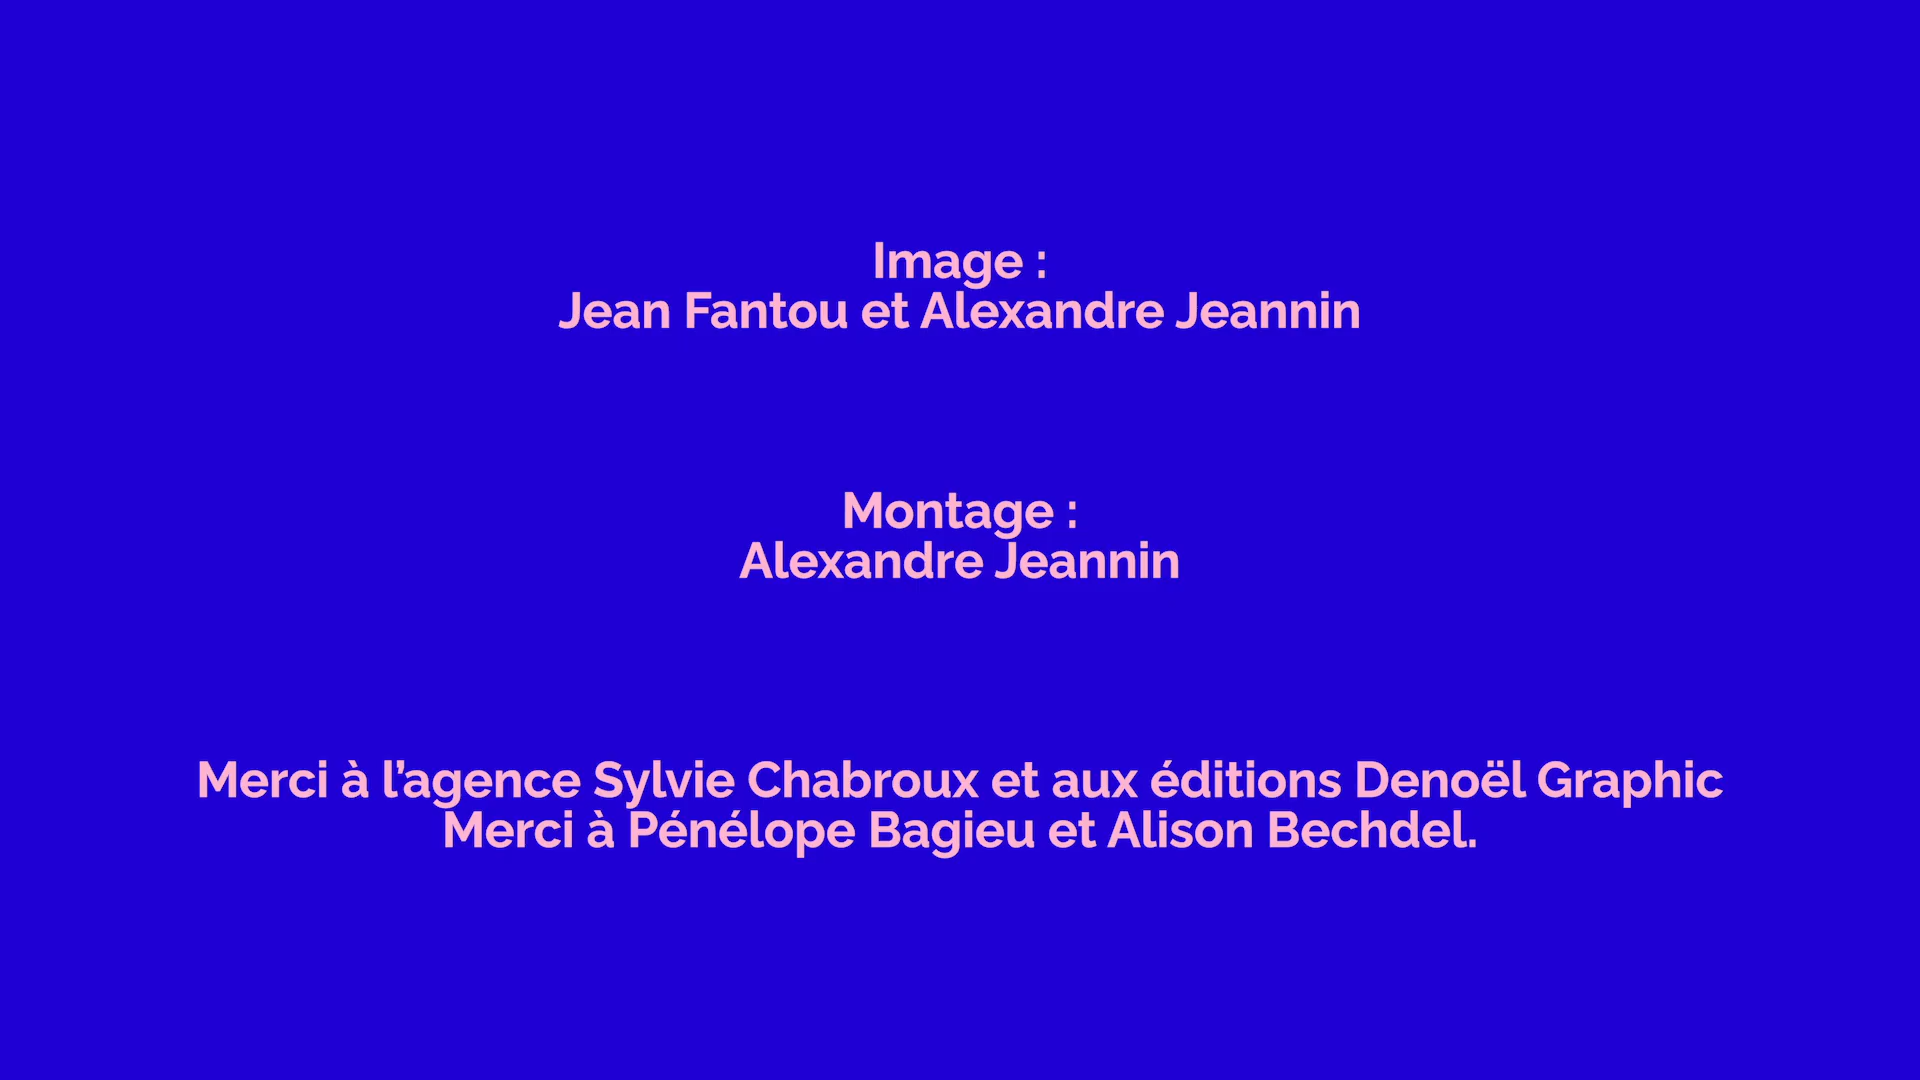 Image :
Jean Fantou et Alexandre Jeannin
Montage :
Alexandre Jeannin
Merci à l’agence Sylvie Chabroux et aux éditions Denoël Graphic
Merci à Pénélope Bagieu et Alison Bechdel.